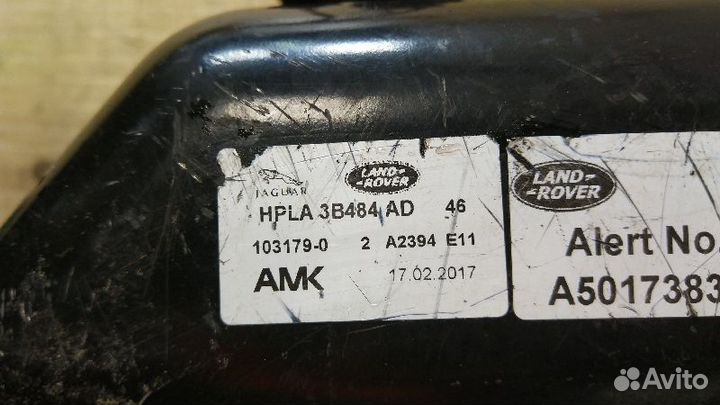 JAGUAR
LAND-
-ROVER
HPLA 3B484 AD 46
103179-0 2 A2394 E11
AMK 17.02.2017
LAND-
-ROVER
Alert No.
A5017383
Avito